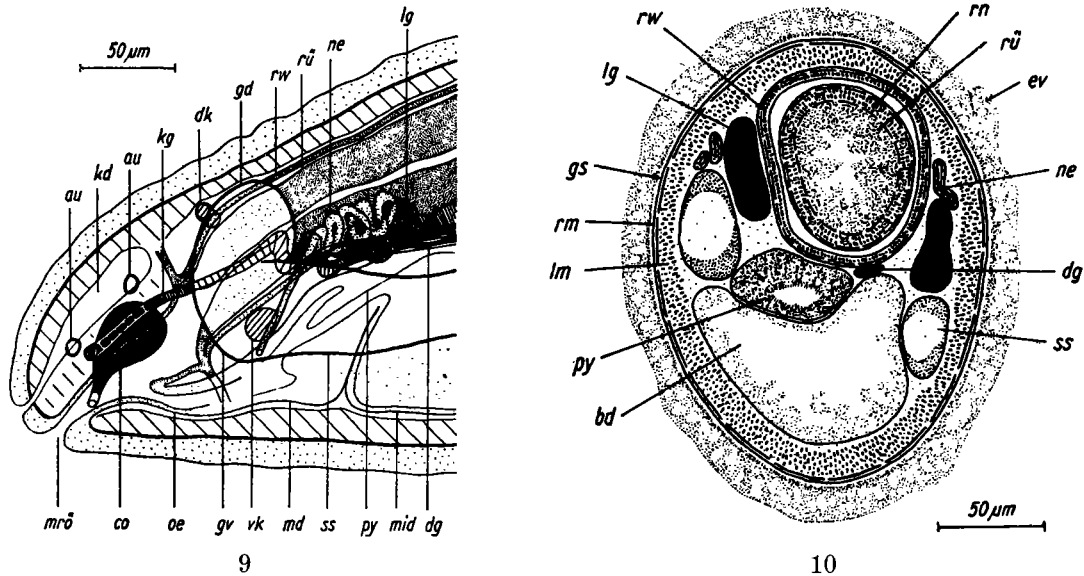 50 µm
au
kd
au
kg
dk
gd
rw
rü
ne
lg
mrö
co
oe
gv
vk
md
ss
py
mid
dg
9
rw
lg
gs
rm
lm
py
bd
rn
rü
ev
ne
dg
ss
50 µm
10